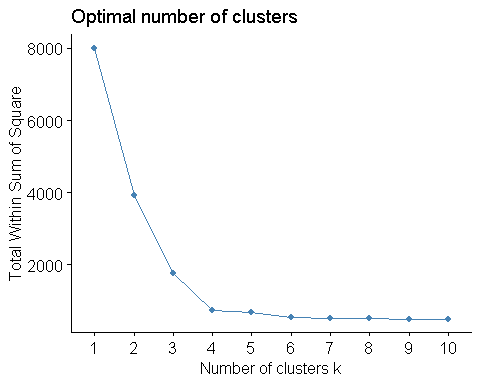 Optimal number of clusters
Total Within Sum of Square
8000
6000
4000
2000
1 2 3 4 5 6 7 8 9 10
Number of clusters k